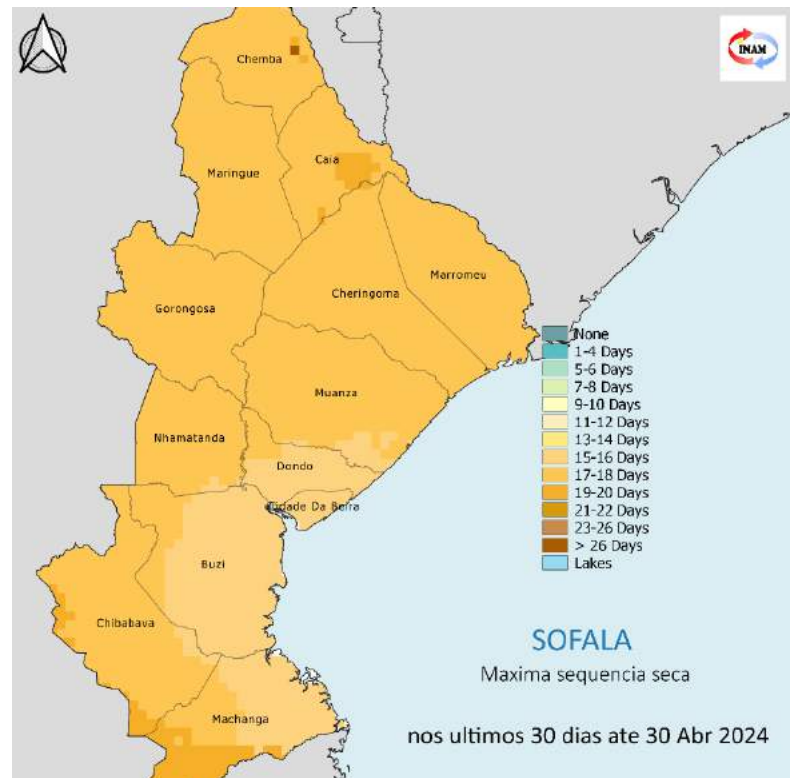 INAM
Chemba
Caia
Maringue
Marromeu
Cheringoma
Gorongosa
Muanza
Nhamatanda
Dondo
Cidade Da Beira
Buzi
Chibabava
Machanga
None
1-4 Days
5-6 Days
7-8 Days
9-10 Days
11-12 Days
13-14 Days
15-16 Days
17-18 Days
19-20 Days
21-22 Days
23-26 Days
> 26 Days
Lakes
SOFALA
Maxima sequencia seca
nos ultimos 30 dias ate 30 Abr 2024